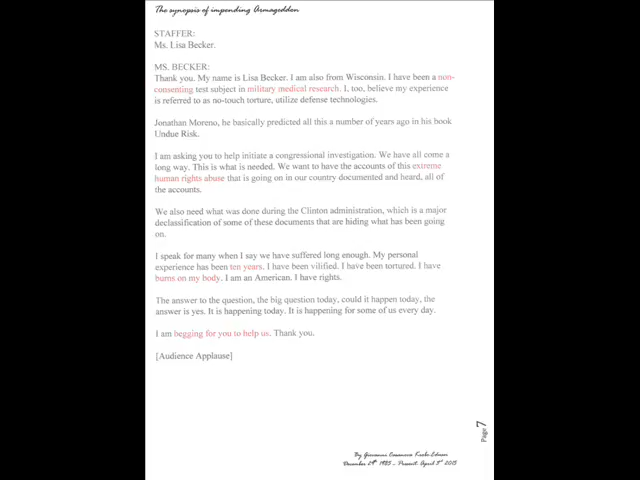 The synopsis of impending Armageddon
STAFFER:
Ms. Lisa Becker.
MS. BECKER:
Thank you. My name is Lisa Becker. I am also from Wisconsin. I have been a non-
consenting test subject in military medical research. I, too, believe my experience
is referred to as no-touch torture, utilize defense technologies.
Jonathan Moreno, he basically predicted all this a number of years ago in his book
Undue Risk.
I am asking you to help initiate a congressional investigation. We have all come a
long way. This is what is needed. We want to have the accounts of this extreme
human rights abuse that is going on in our country documented and heard, all of
the accounts.
We also need what was done during the Clinton administration, which is a major
declassification of some of these documents that are hiding what has been going
on.
I speak for many when I say we have suffered long enough. My personal
experience has been ten years. I have been vilified. I have been tortured. I have
burns on my body. I am an American. I have rights.
The answer to the question, the big question today, could it happen today, the
answer is yes. It is happening today. It is happening for some of us every day.
I am begging for you to help us. Thank you.
[Audience Applause]
Page 7
By Giovanni Casanova
December 29th 1985 – Present. April 3rd 2015